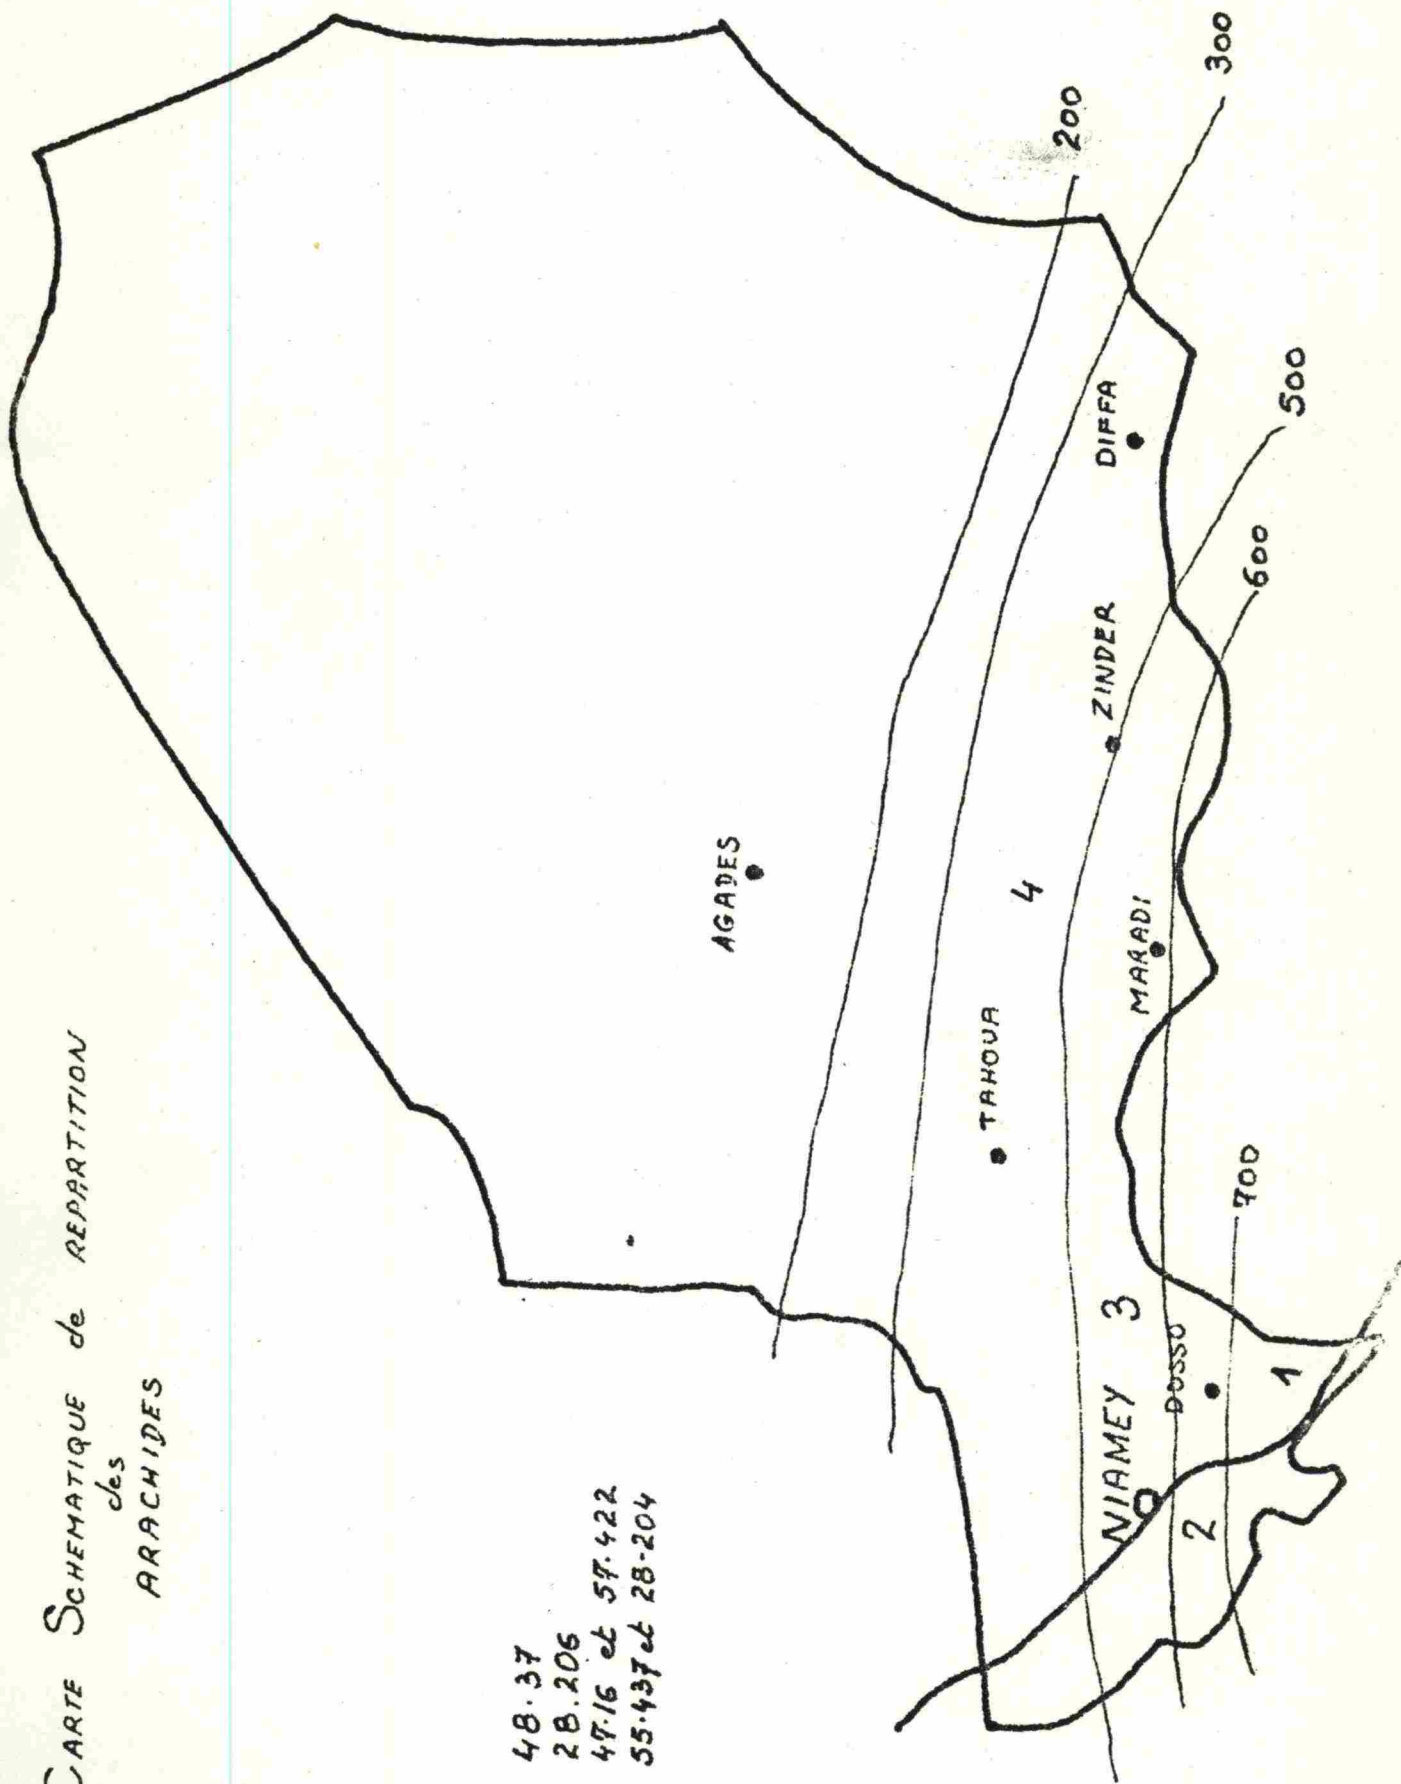 CARTE SCHEMATIQUE de REPARTITION
des
ARACHIDES
48.37
28.206
47.16 et 57.422
55.437 et 28-204
AGADES
TAHOUA
MARADI
ZINDER
DIFFA
NIAMEY
DOSSO
1
2
3
4
200
300
500
600
700